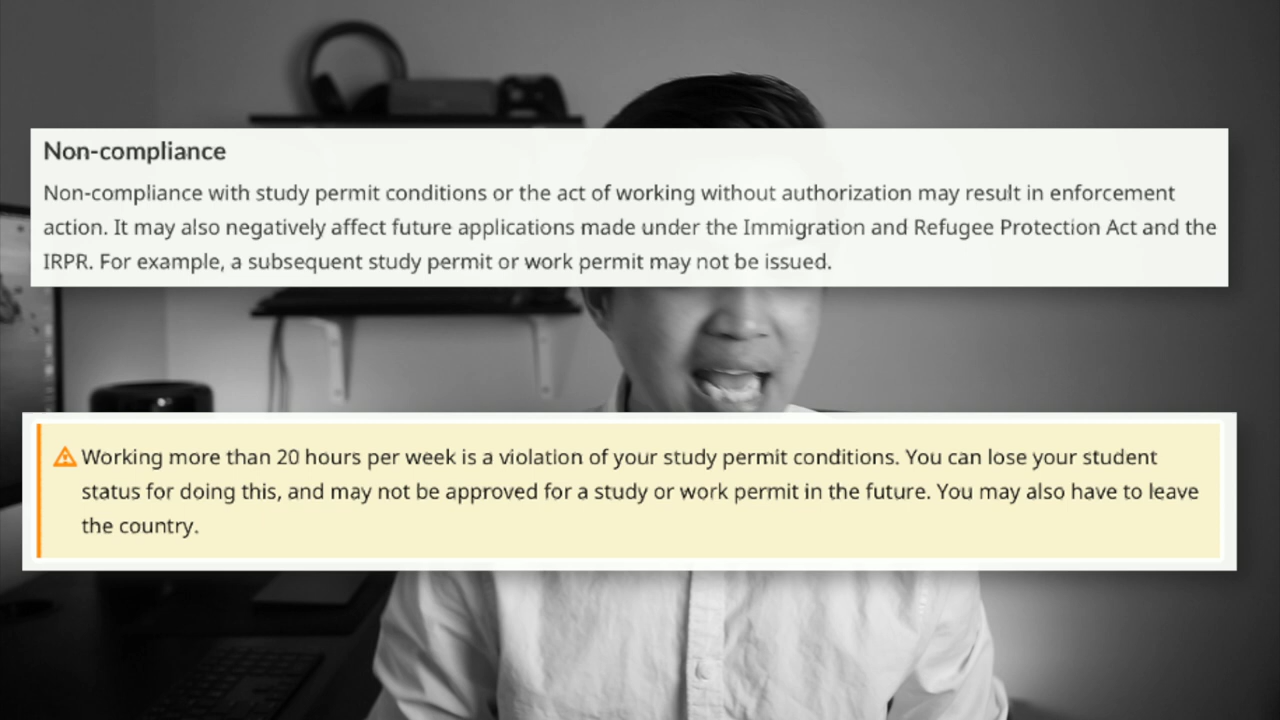 Non-compliance
Non-compliance with study permit conditions or the act of working without authorization may result in enforcement
action. It may also negatively affect future applications made under the Immigration and Refugee Protection Act and the
IRPR. For example, a subsequent study permit or work permit may not be issued.
Working more than 20 hours per week is a violation of your study permit conditions. You can lose your student
status for doing this, and may not be approved for a study or work permit in the future. You may also have to leave
the country.